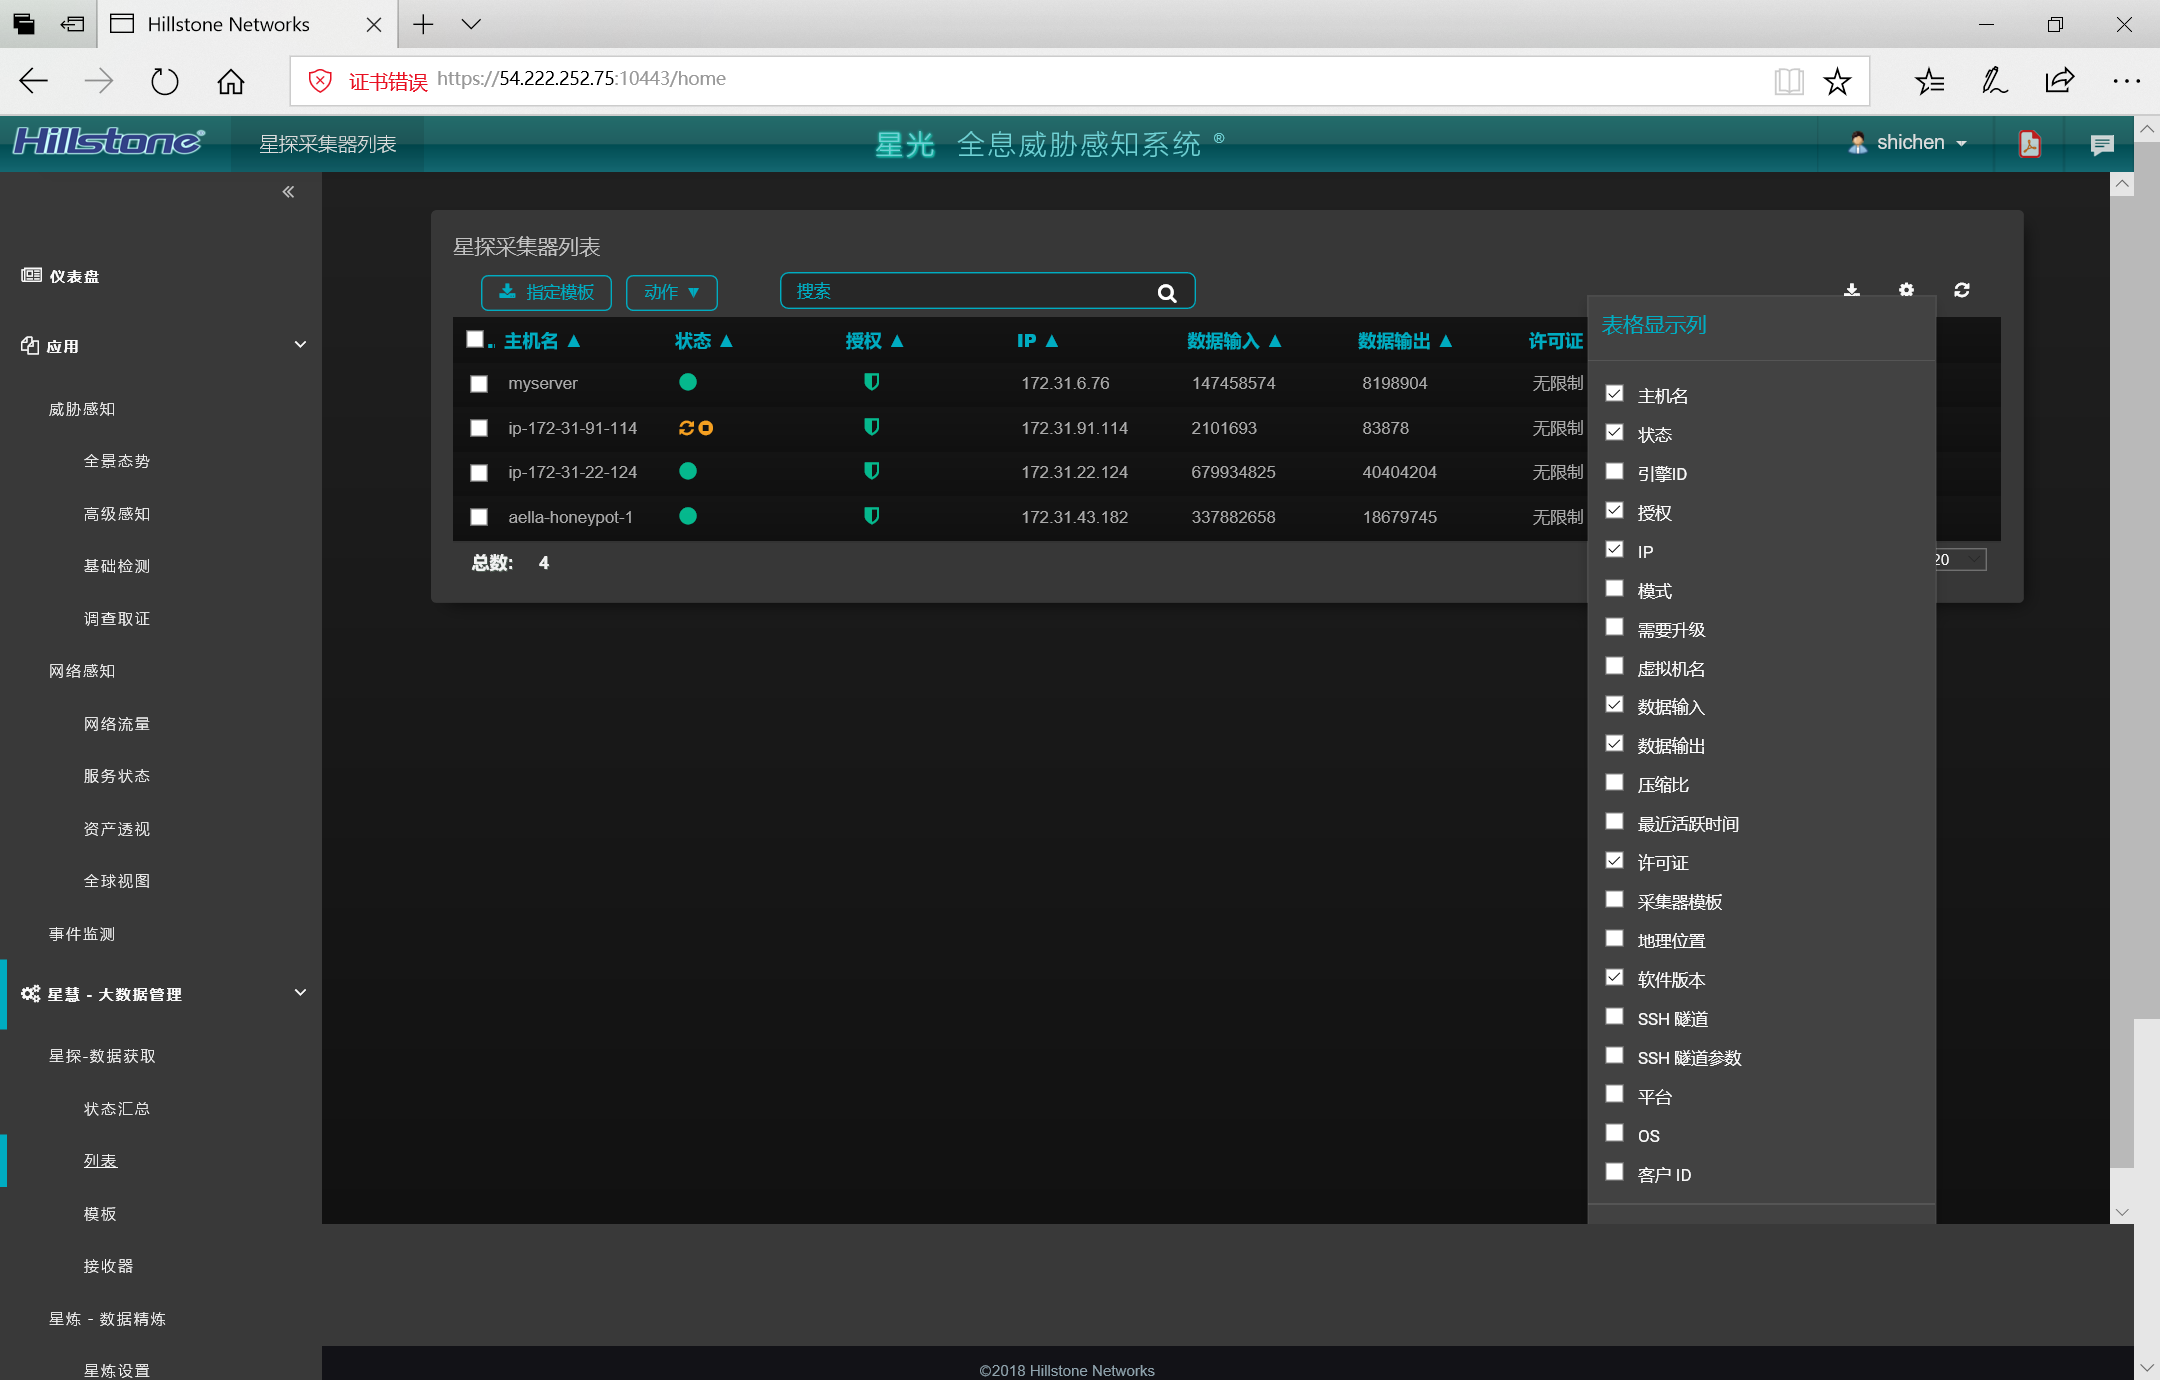 Hillstone Networks
证书错误 https://54.222.252.75:10443/home
Hillstone® 星探采集器列表 星光 全息威胁感知系统 ® shichen
仪表盘
应用
威胁感知
全景态势
高级感知
基础检测
调查取证
网络感知
网络流量
服务状态
资产透视
全球视图
事件监测
星慧 - 大数据管理
星探-数据获取
状态汇总
列表
模板
接收器
星炼 - 数据精炼
星炼设置
星探采集器列表
指定模板 动作 ▼ 搜索
主机名 ▲ 状态 ▲ 授权 ▲ IP ▲ 数据输入 ▲ 数据输出 ▲ 许可证
myserver 172.31.6.76 147458574 8198904 无限制
ip-172-31-91-114 172.31.91.114 2101693 83878 无限制
ip-172-31-22-124 172.31.22.124 679934825 40404204 无限制
aella-honeypot-1 172.31.43.182 337882658 18679745 无限制
总数: 4 20
表格显示列
主机名
状态
引擎ID
授权
IP
模式
需要升级
虚拟机名
数据输入
数据输出
压缩比
最近活跃时间
许可证
采集器模板
地理位置
软件版本
SSH 隧道
SSH 隧道参数
平台
OS
客户 ID
©2018 Hillstone Networks